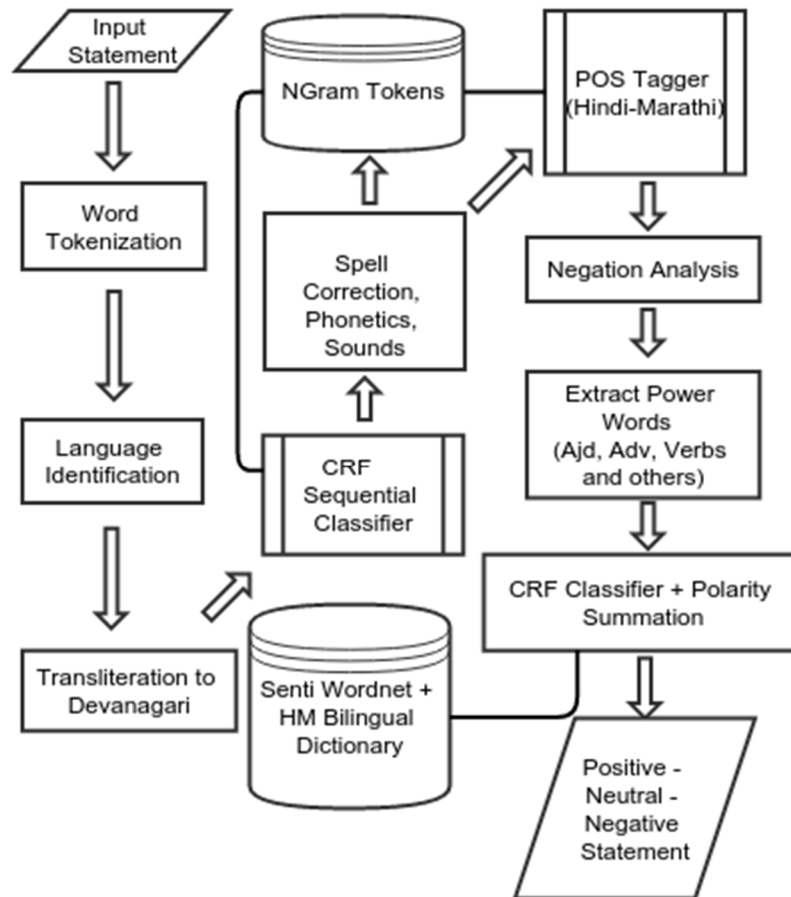 Input
Statement
Word
Tokenization
Language
Identification
Transliteration to
Devanagari
NGram Tokens
Spell
Correction,
Phonetics,
Sounds
CRF
Sequential
Classifier
Senti Wordnet +
HM Bilingual
Dictionary
POS Tagger
(Hindi-Marathi)
Negation Analysis
Extract Power
Words
(Ajd, Adv, Verbs
and others)
CRF Classifier + Polarity
Summation
Positive -
Neutral -
Negative
Statement